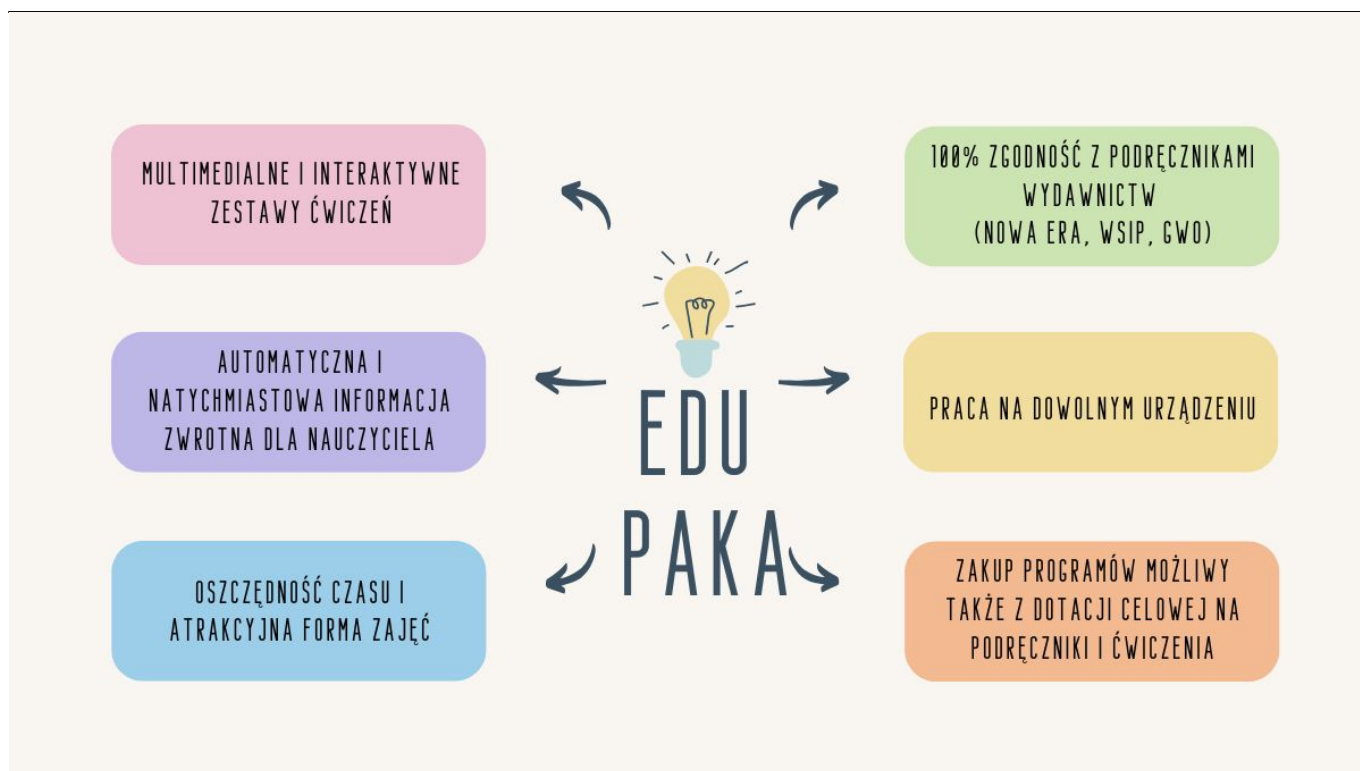 MULTIMEDIALNE I INTERAKTYWNE
ZESTAWY ĆWICZEŃ
AUTOMATYCZNA I
NATYCHMIASTOWA INFORMACJA
ZWROTNA DLA NAUCZYCIELA
OSZCZĘDNOŚĆ CZASU I
ATRAKCYJNA FORMA ZAJĘĆ
EDU
PAKA
100% ZGODNOŚĆ Z PODRĘCZNIKAMI
WYDAWNICTW
(NOWA ERA, WSIP, GWO)
PRACA NA DOWOLNYM URZĄDZENIU
ZAKUP PROGRAMÓW MOŻLIWY
TAKŻE Z DOTACJI CELOWEJ NA
PODRĘCZNIKI I ĆWICZENIA